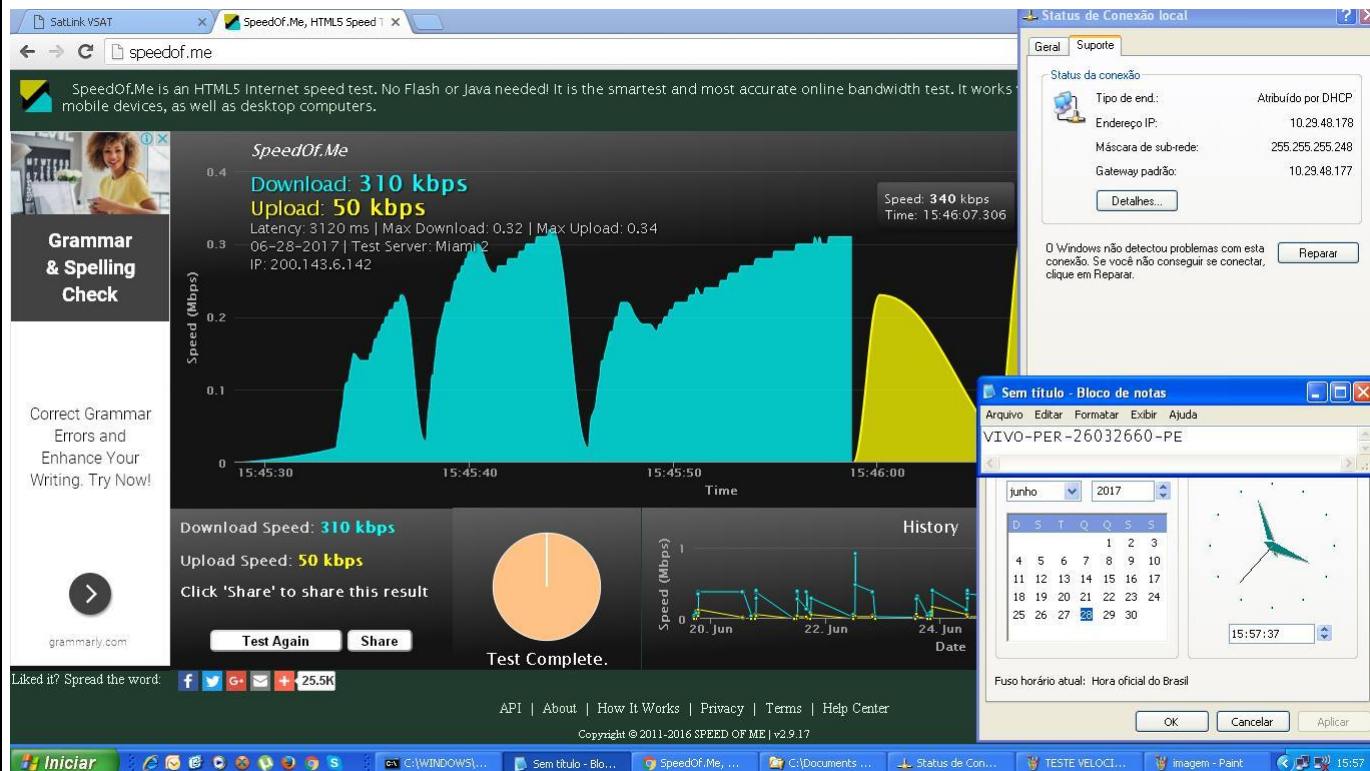 SatLink VSAT
SpeedOf.Me, HTML5 Speed T
speedof.me
SpeedOf.Me is an HTML5 Internet speed test. No Flash or Java needed! It is the smartest and most accurate online bandwidth test. It works
mobile devices, as well as desktop computers.
Grammar
& Spelling
Check
Correct Grammar
Errors and
Enhance Your
Writing. Try Now!
grammarly.com
SpeedOf.Me
Download: 310 kbps
Upload: 50 kbps
Latency: 3120 ms | Max Download: 0.32 | Max Upload: 0.34
06-28-2017 | Test Server: Miami 2
IP: 200.143.6.142
Speed: 340 kbps
Time: 15:46:07.306
Speed (Mbps)
0.4
0.3
0.2
0.1
0
15:45:30
15:45:40
15:45:50
15:46:00
Time
Download Speed: 310 kbps
Upload Speed: 50 kbps
Click 'Share' to share this result
Test Again
Share
Test Complete.
History
Speed (Mbps)
1
0
20. Jun
22. Jun
24. Jun
Date
Liked it? Spread the word:
25.5K
API | About | How It Works | Privacy | Terms | Help Center
Copyright © 2011-2016 SPEED OF ME | v2.9.17
Status de Conexão local
Geral
Suporte
Status da conexão
Tipo de end.: Atribuído por DHCP
Endereço IP: 10.29.48.178
Máscara de sub-rede: 255.255.255.248
Gateway padrão: 10.29.48.177
Detalhes...
O Windows não detectou problemas com esta
conexão. Se você não conseguir se conectar,
clique em Reparar.
Reparar
Sem título - Bloco de notas
Arquivo Editar Formatar Exibir Ajuda
VIVO-PER-26032660-PE
junho
2017
D S T Q Q S S
1 2 3
4 5 6 7 8 9 10
11 12 13 14 15 16 17
18 19 20 21 22 23 24
25 26 27 28 29 30
15:57:37
Fuso horário atual: Hora oficial do Brasil
OK
Cancelar
Aplicar
Iniciar
C:\WINDOWS\...
Sem título - Blo...
SpeedOf.Me, ...
C:\Documents ...
Status de Con...
TESTE VELOCI...
imagem - Paint
15:57